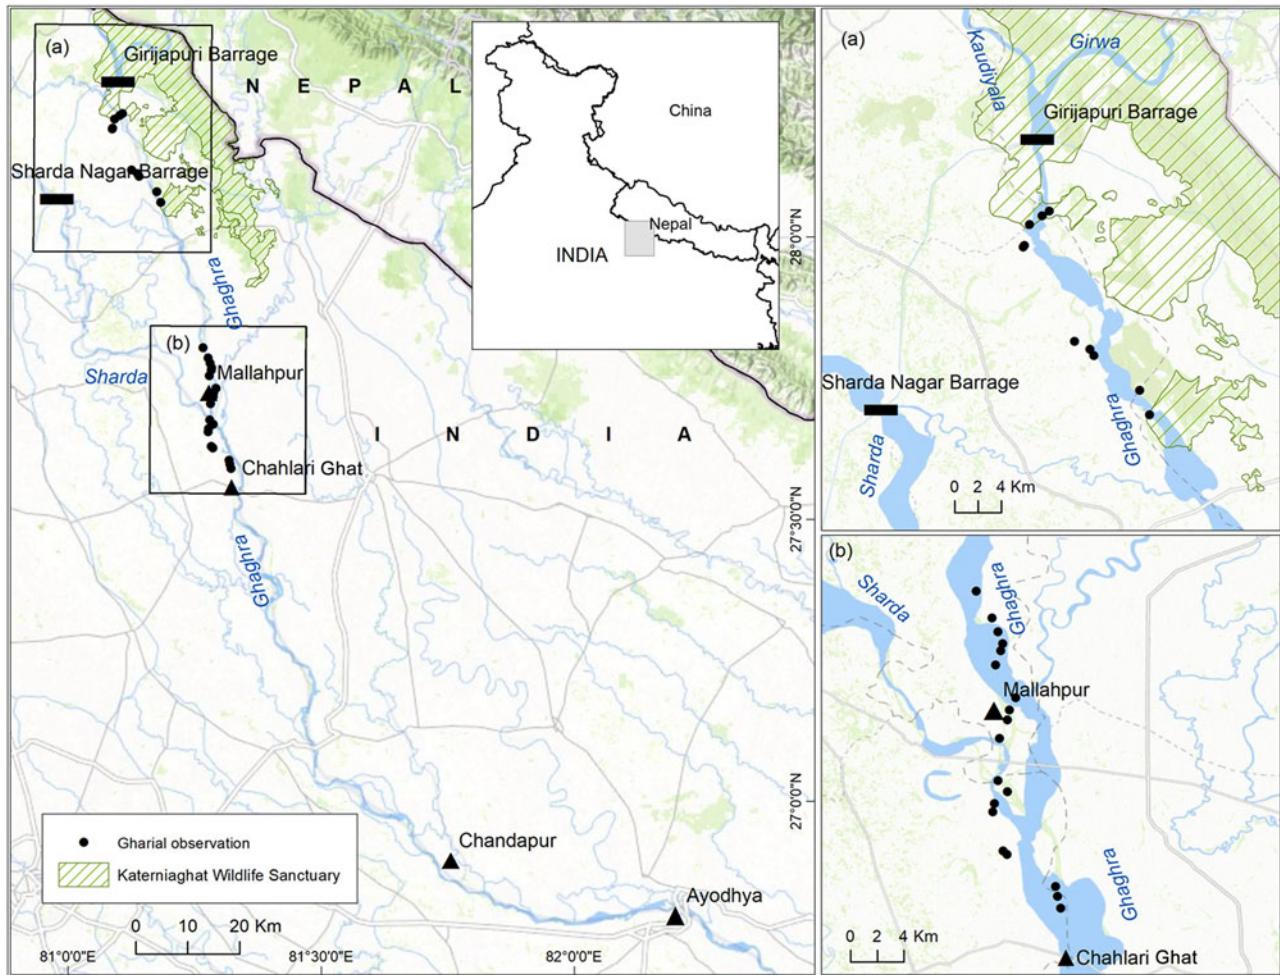 (a)
Girijapuri Barrage
N E P A L
Sharda Nagar Barrage
Ghaghra
(b)
Mallahpur
Sharda
I N D I A
Chahlari Ghat
Ghaghra
Chandapur
Ayodhya
Gharial observation
Katerniaghat Wildlife Sanctuary
0 10 20 Km
81°0'0"E
81°50'0"E
82°0'0"E
28°0'0"N
27°30'0"N
27°0'0"N
China
Nepal
INDIA
(a)
Kaudiyala
Girwa
Girijapuri Barrage
Sharda Nagar Barrage
Sharda
Ghaghra
0 2 4 Km
(b)
Sharda
Ghaghra
Mallahpur
Ghaghra
0 2 4 Km
Chahlari Ghat